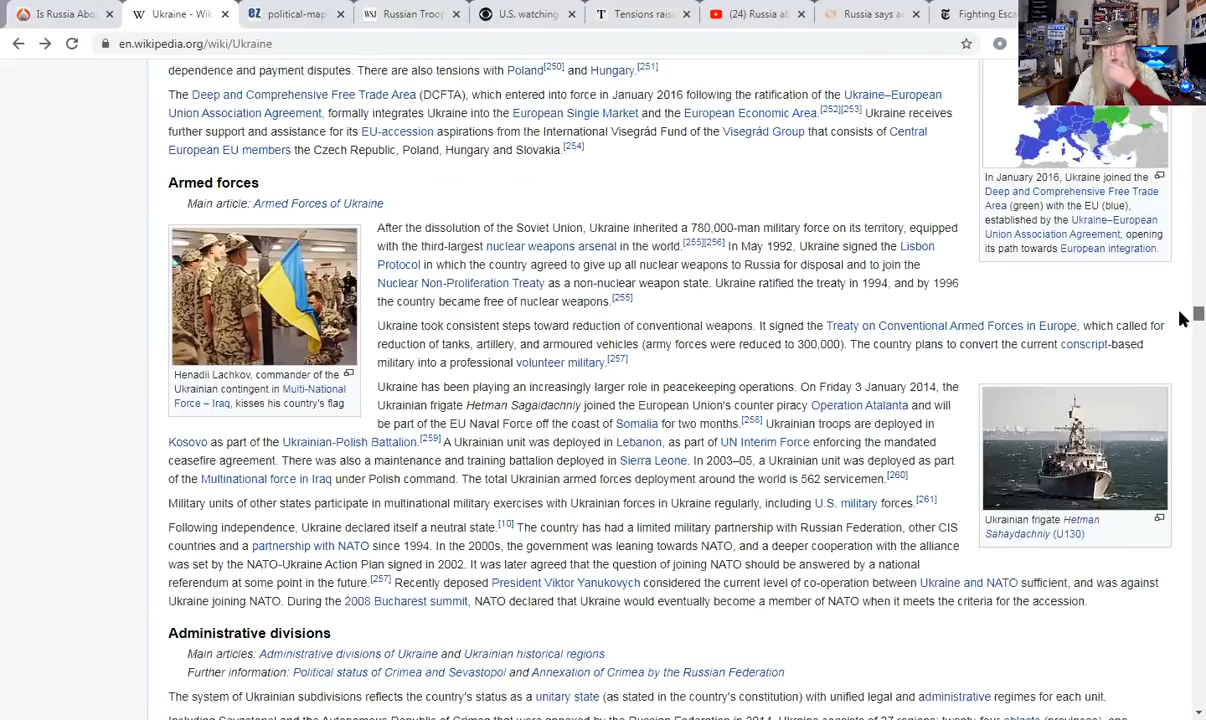 Is Russia Abo
Ukraine - Wik
political-map
Russian Troo
U.S. watching
Tensions rais
(24) Russia ab
Russia says ar
Fighting Esca
en.wikipedia.org/wiki/Ukraine
dependence and payment disputes. There are also tensions with Poland[250] and Hungary.[251]
The Deep and Comprehensive Free Trade Area (DCFTA), which entered into force in January 2016 following the ratification of the Ukraine–European
Union Association Agreement, formally integrates Ukraine into the European Single Market and the European Economic Area.[252][253] Ukraine receives
further support and assistance for its EU-accession aspirations from the International Visegrád Fund of the Visegrád Group that consists of Central
European EU members the Czech Republic, Poland, Hungary and Slovakia.[254]
In January 2016, Ukraine joined the
Deep and Comprehensive Free Trade
Area (green) with the EU (blue),
established by the Ukraine–European
Union Association Agreement, opening
its path towards European integration.
Armed forces
Main article: Armed Forces of Ukraine
After the dissolution of the Soviet Union, Ukraine inherited a 780,000-man military force on its territory, equipped
with the third-largest nuclear weapons arsenal in the world.[255][256] In May 1992, Ukraine signed the Lisbon
Protocol in which the country agreed to give up all nuclear weapons to Russia for disposal and to join the
Nuclear Non-Proliferation Treaty as a non-nuclear weapon state. Ukraine ratified the treaty in 1994, and by 1996
the country became free of nuclear weapons.[255]
Henadii Lachkov, commander of the
Ukrainian contingent in Multi-National
Force – Iraq, kisses his country's flag
Ukraine took consistent steps toward reduction of conventional weapons. It signed the Treaty on Conventional Armed Forces in Europe, which called for
reduction of tanks, artillery, and armoured vehicles (army forces were reduced to 300,000). The country plans to convert the current conscript-based
military into a professional volunteer military.[257]
Ukraine has been playing an increasingly larger role in peacekeeping operations. On Friday 3 January 2014, the
Ukrainian frigate Hetman Sagaidachniy joined the European Union's counter piracy Operation Atalanta and will
be part of the EU Naval Force off the coast of Somalia for two months.[258] Ukrainian troops are deployed in
Kosovo as part of the Ukrainian-Polish Battalion.[259] A Ukrainian unit was deployed in Lebanon, as part of UN Interim Force enforcing the mandated
ceasefire agreement. There was also a maintenance and training battalion deployed in Sierra Leone. In 2003–05, a Ukrainian unit was deployed as part
of the Multinational force in Iraq under Polish command. The total Ukrainian armed forces deployment around the world is 562 servicemen.[260]
Ukrainian frigate Hetman
Sahaydachniy (U130)
Military units of other states participate in multinational military exercises with Ukrainian forces in Ukraine regularly, including U.S. military forces.[261]
Following independence, Ukraine declared itself a neutral state.[10] The country has had a limited military partnership with Russian Federation, other CIS
countries and a partnership with NATO since 1994. In the 2000s, the government was leaning towards NATO, and a deeper cooperation with the alliance
was set by the NATO-Ukraine Action Plan signed in 2002. It was later agreed that the question of joining NATO should be answered by a national
referendum at some point in the future.[257] Recently deposed President Viktor Yanukovych considered the current level of co-operation between Ukraine and NATO sufficient, and was against
Ukraine joining NATO. During the 2008 Bucharest summit, NATO declared that Ukraine would eventually become a member of NATO when it meets the criteria for the accession.
Administrative divisions
Main articles: Administrative divisions of Ukraine and Ukrainian historical regions
Further information: Political status of Crimea and Sevastopol and Annexation of Crimea by the Russian Federation
The system of Ukrainian subdivisions reflects the country's status as a unitary state (as stated in the country's constitution) with unified legal and administrative regimes for each unit.
Including Sevastopol and the Autonomous Republic of Crimea that were annexed by the Russian Federation in 2014, Ukraine consists of 27 regions: twenty-four oblasts (provinces), one